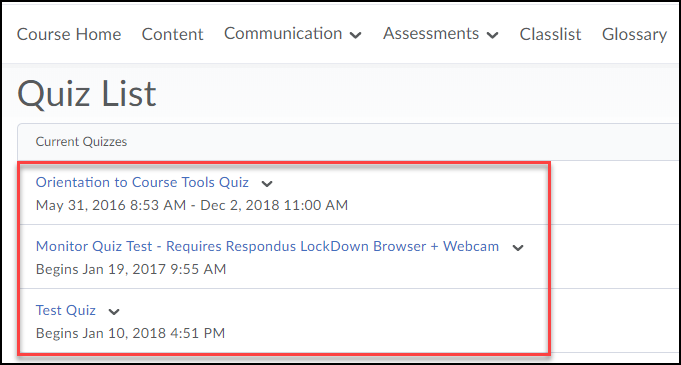 Course Home Content Communication Assessments Classlist Glossary
Quiz List
Current Quizzes
Orientation to Course Tools Quiz
May 31, 2016 8:53 AM - Dec 2, 2018 11:00 AM
Monitor Quiz Test - Requires Respondus LockDown Browser + Webcam
Begins Jan 19, 2017 9:55 AM
Test Quiz
Begins Jan 10, 2018 4:51 PM